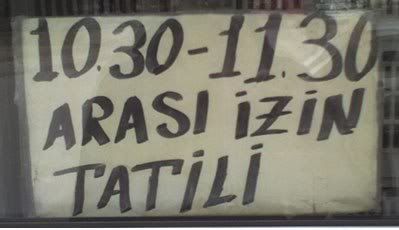 10.30-11.30
ARASI İZİN
TATİLİ